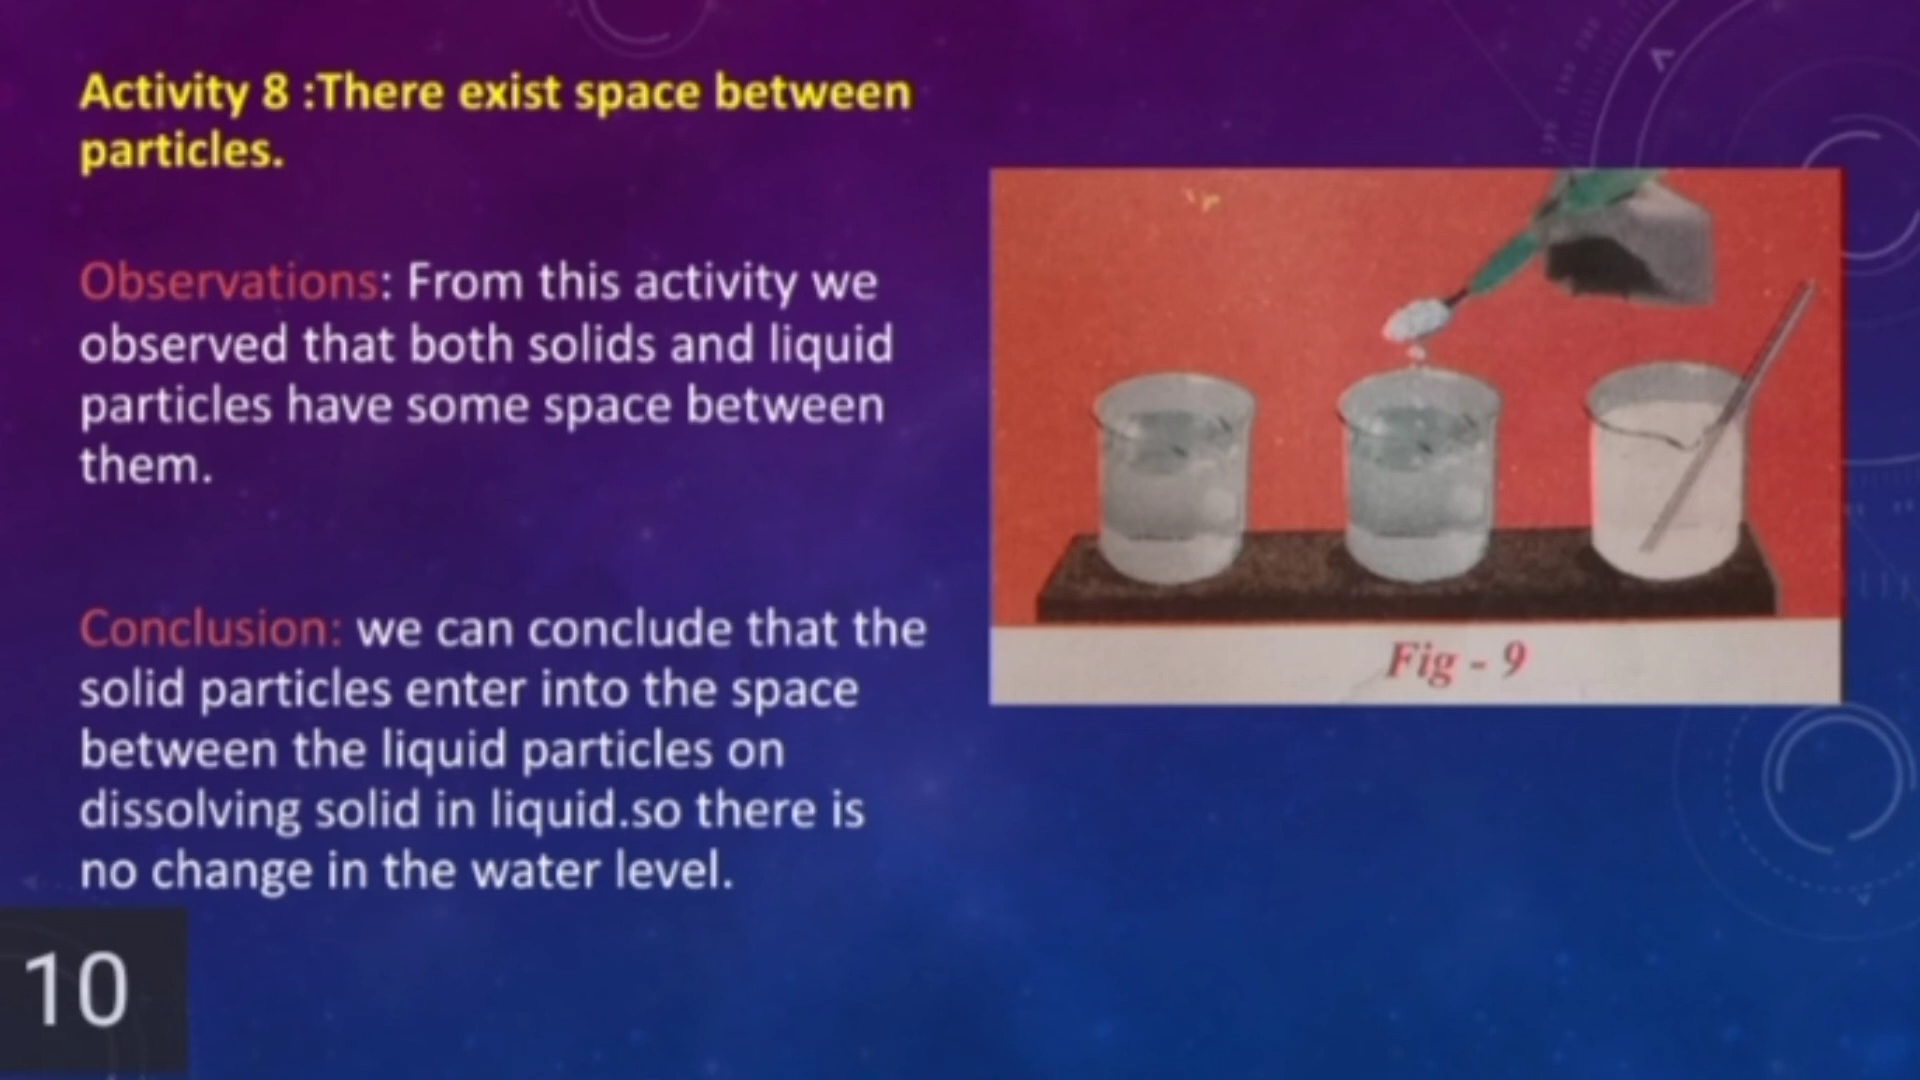 Activity 8 :There exist space between
particles.
Observations: From this activity we
observed that both solids and liquid
particles have some space between
them.
Conclusion: we can conclude that the
solid particles enter into the space
between the liquid particles on
dissolving solid in liquid.so there is
no change in the water level.
Fig - 9
10